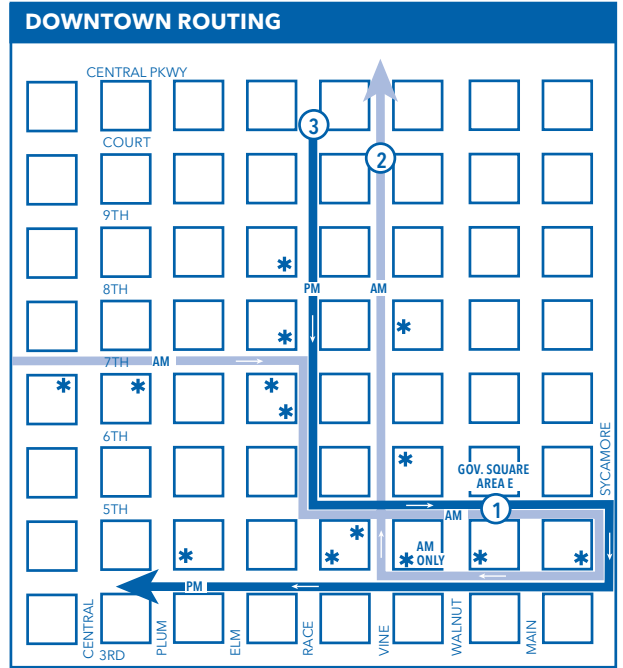 DOWNTOWN ROUTING
CENTRAL PKWY
3
COURT
2
9TH
*
8TH
PM
AM
*
*
7TH
AM
*
*
*
*
6TH
*
GOV. SQUARE
AREA E
SYCAMORE
5TH
1
AM
*
*
*
AM
ONLY
*
*
*
PM
CENTRAL
3RD
PLUM
ELM
RACE
VINE
WALNUT
MAIN